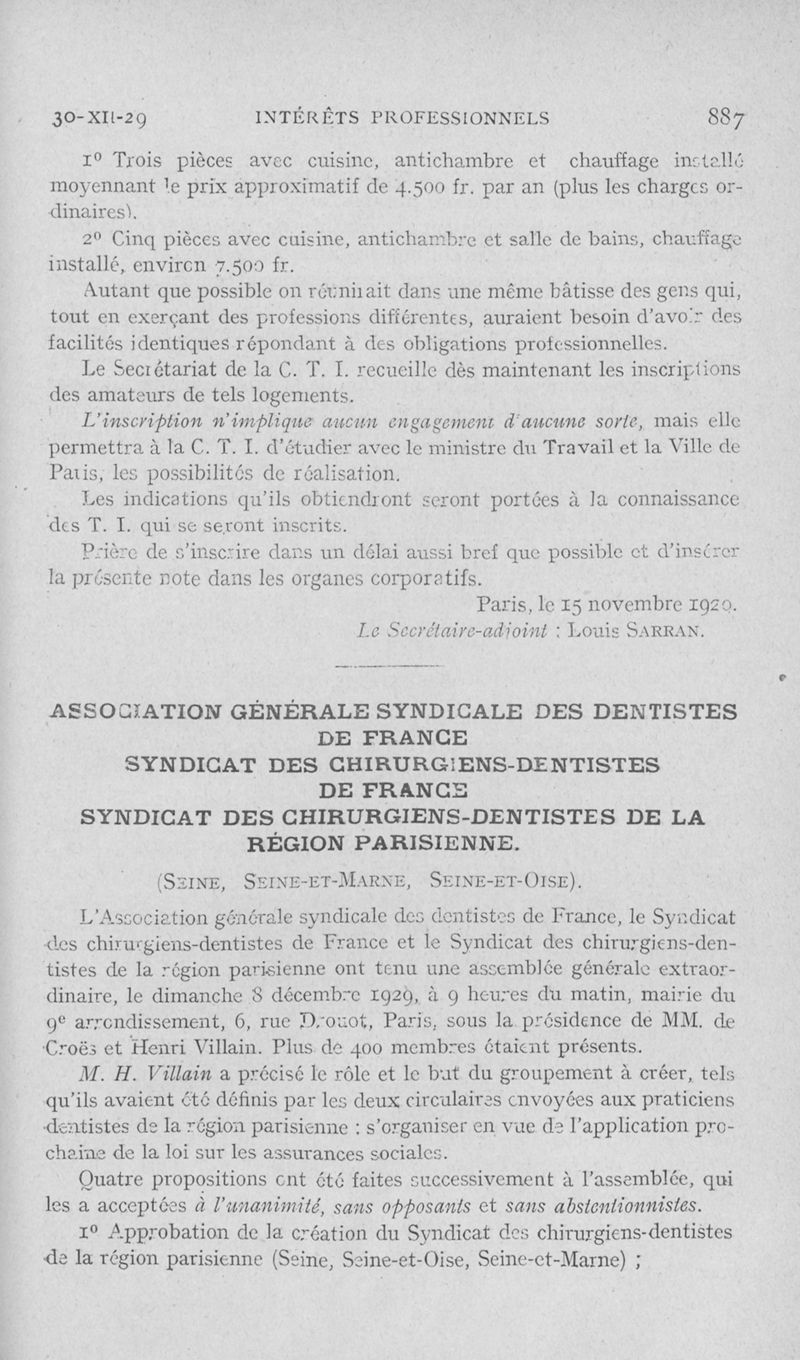 30-XII-29 INTÉRÊTS PROFESSIONNELS 887
1º Trois pièces avec cuisine, antichambre et chauffage installé
moyennant le prix approximatif de 4.500 fr. par an (plus les charges or-
dinaires).
2º Cinq pièces avec cuisine, antichambre et salle de bains, chauffage
installé, environ 7.500 fr.
Autant que possible on réunirait dans une même bâtisse des gens qui,
tout en exerçant des professions différentes, auraient besoin d'avoir des
facilités identiques répondant à des obligations professionnelles.
Le Secrétariat de la C. T. I. recueille dès maintenant les inscriptions
des amateurs de tels logements.
L'inscription n'implique aucun engagement d'aucune sorte, mais elle
permettra à la C. T. I. d'étudier avec le ministre du Travail et la Ville de
Paris, les possibilités de réalisation.
Les indications qu'ils obtiendront seront portées à la connaissance
des T. I. qui se seront inscrits.
Prière de s'inscrire dans un délai aussi bref que possible et d'insérer
la présente note dans les organes corporatifs.
Paris, le 15 novembre 1929.
Le Secrétaire-adjoint : Louis SARRAN.
ASSOCIATION GÉNÉRALE SYNDICALE DES DENTISTES
DE FRANCE
SYNDICAT DES CHIRURGIENS-DENTISTES
DE FRANCE
SYNDICAT DES CHIRURGIENS-DENTISTES DE LA
RÉGION PARISIENNE.
(SEINE, SEINE-ET-MARNE, SEINE-ET-OISE).
L'Association générale syndicale des dentistes de France, le Syndicat
des chirurgiens-dentistes de France et le Syndicat des chirurgiens-den-
tistes de la région parisienne ont tenu une assemblée générale extraor-
dinaire, le dimanche 8 décembre 1929, à 9 heures du matin, mairie du
9e arrondissement, 6, rue Drouot, Paris, sous la présidence de MM. de
Croës et Henri Villain. Plus de 400 membres étaient présents.
M. H. Villain a précisé le rôle et le but du groupement à créer, tels
qu'ils avaient été définis par les deux circulaires envoyées aux praticiens
dentistes de la région parisienne : s'organiser en vue de l'application pro-
chaine de la loi sur les assurances sociales.
Quatre propositions ont été faites successivement à l'assemblée, qui
les a acceptées à l'unanimité, sans opposants et sans abstentionnistes.
1º Approbation de la création du Syndicat des chirurgiens-dentistes
de la région parisienne (Seine, Seine-et-Oise, Seine-et-Marne) ;